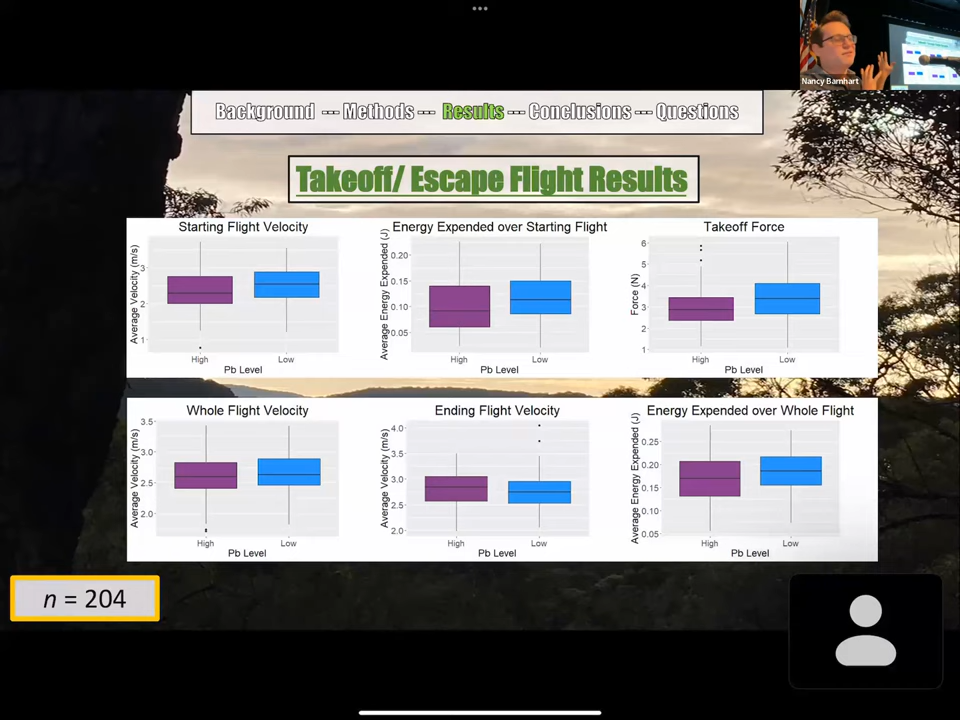 Nancy Barnhart
Background --- Methods --- Results --- Conclusions --- Questions
Takeoff/ Escape Flight Results
Starting Flight Velocity
Average Velocity (m/s)
3
2
1
High Low
Pb Level
Energy Expended over Starting Flight
Average Energy Expended (J)
0.20
0.15
0.10
0.05
High Low
Pb Level
Takeoff Force
Force (N)
6
5
4
3
2
1
High Low
Pb Level
Whole Flight Velocity
Average Velocity (m/s)
3.5
3.0
2.5
2.0
High Low
Pb Level
Ending Flight Velocity
Average Velocity (m/s)
4.0
3.5
3.0
2.5
2.0
High Low
Pb Level
Energy Expended over Whole Flight
Average Energy Expended (J)
0.25
0.20
0.15
0.10
0.05
High Low
Pb Level
n = 204